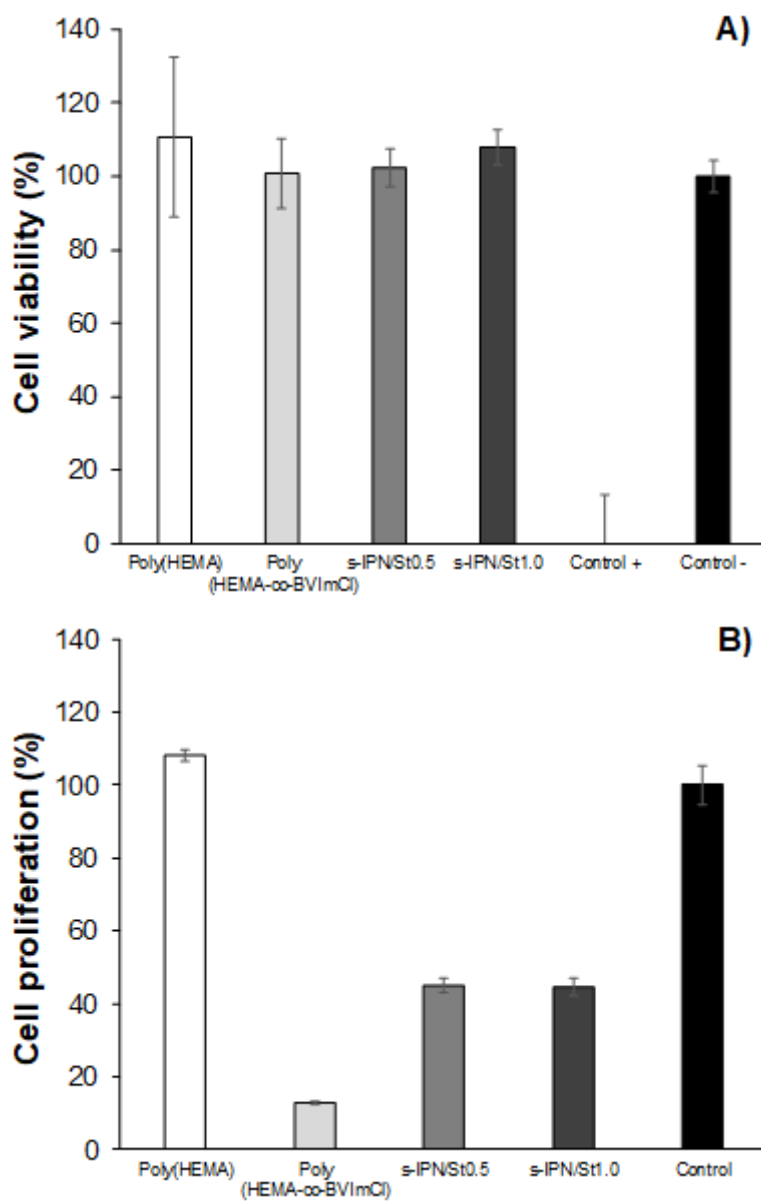 A)
Cell viability (%)
140
120
100
80
60
40
20
0
Poly(HEMA)
Poly
(HEMA-co-BVImCl)
s-IPN/St0.5
s-IPN/St1.0
Control +
Control -
B)
Cell proliferation (%)
140
120
100
80
60
40
20
0
Poly(HEMA)
Poly
(HEMA-co-BVImCl)
s-IPN/St0.5
s-IPN/St1.0
Control